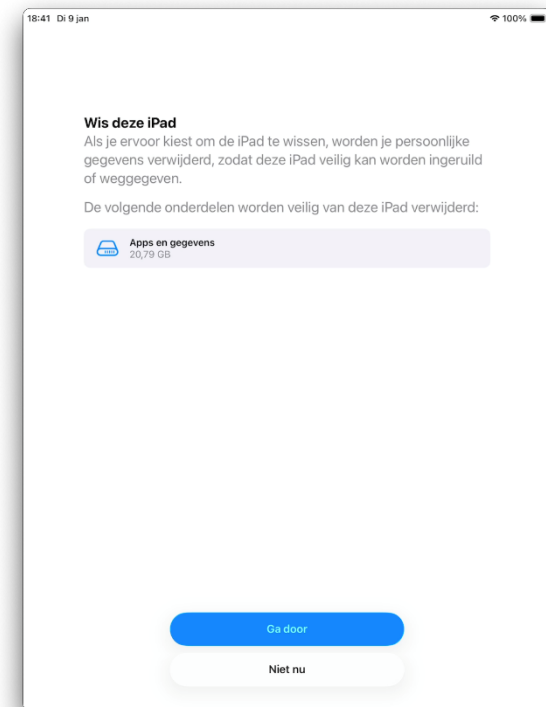 18:41 Di 9 jan 100%
Wis deze iPad
Als je ervoor kiest om de iPad te wissen, worden je persoonlijke
gegevens verwijderd, zodat deze iPad veilig kan worden ingeruild
of weggegeven.
De volgende onderdelen worden veilig van deze iPad verwijderd:
Apps en gegevens
20,79 GB
Ga door
Niet nu